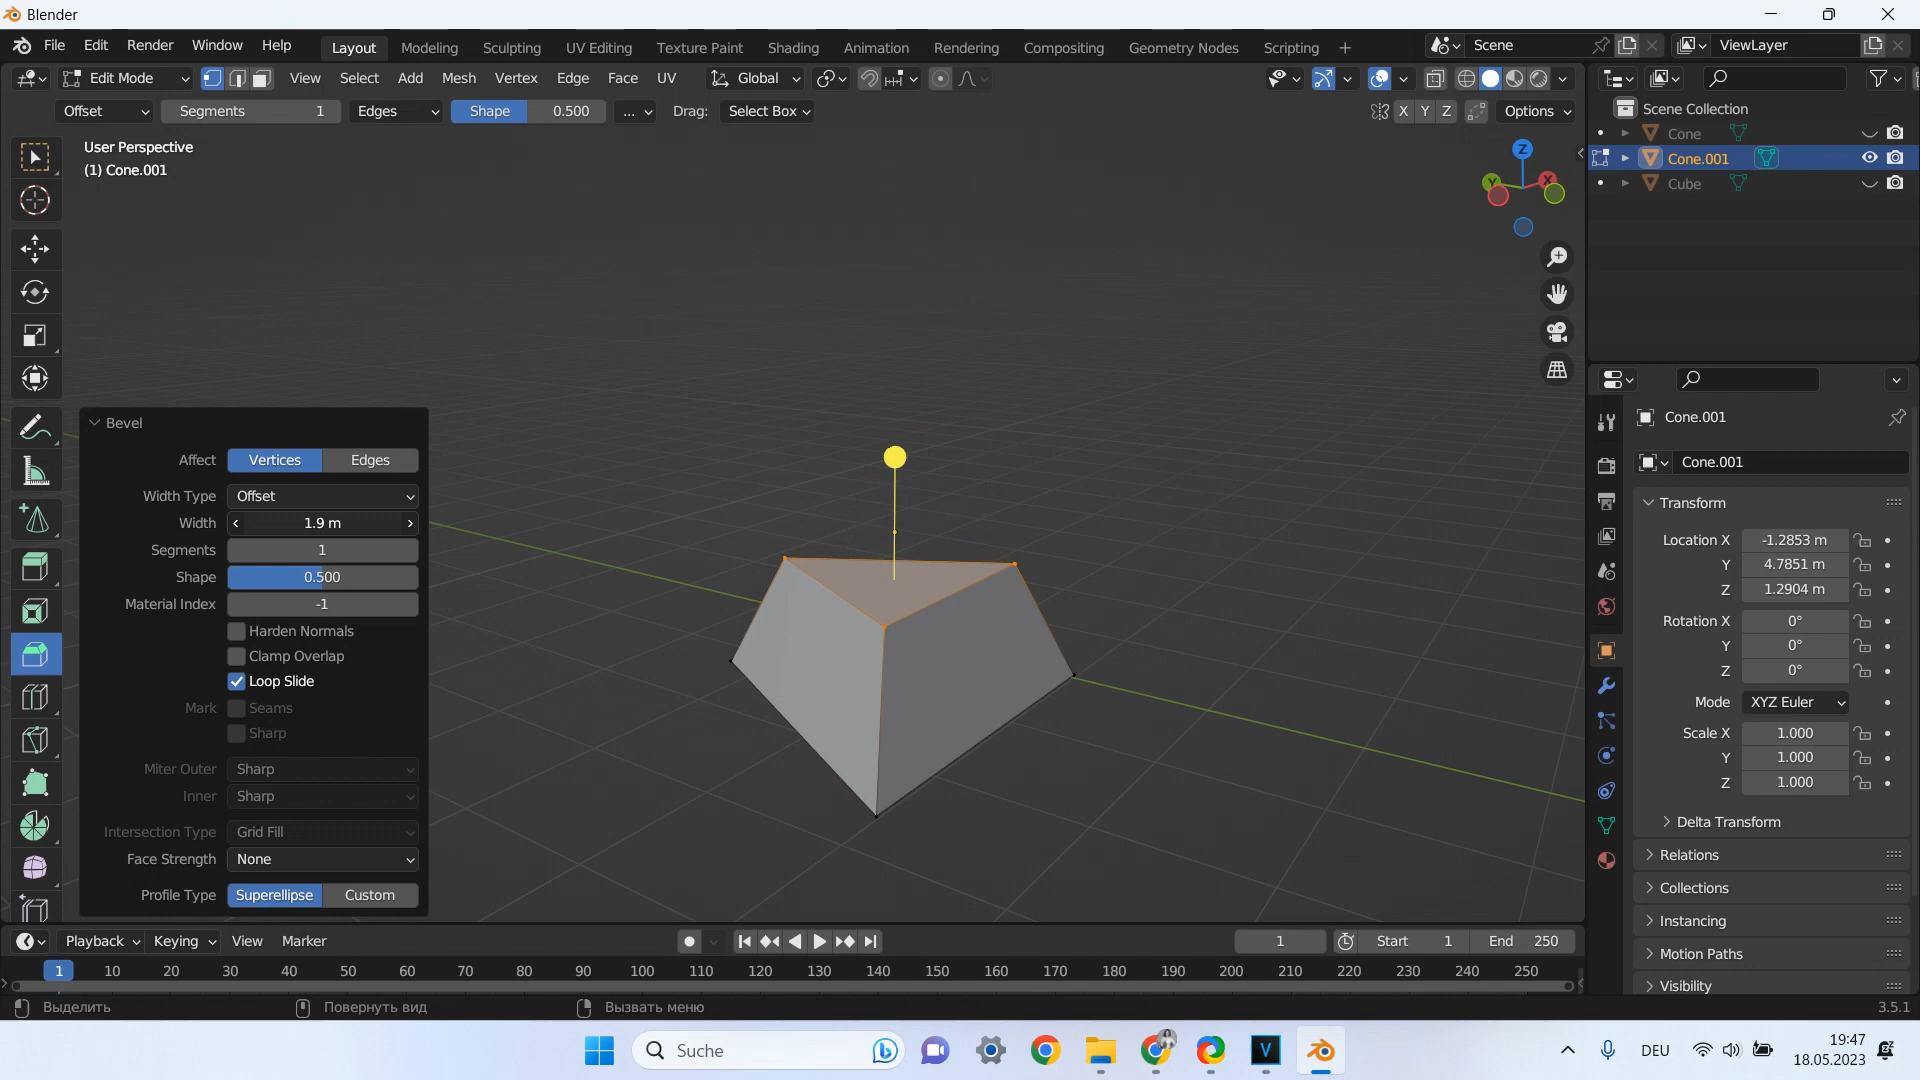 Blender
File Edit Render Window Help Layout Modeling Sculpting UV Editing Texture Paint Shading Animation Rendering Compositing Geometry Nodes Scripting + Scene ViewLayer
Edit Mode View Select Add Mesh Vertex Edge Face UV Global
Offset Segments 1 Edges Shape 0.500 ... Drag: Select Box X Y Z Options
User Perspective
(1) Cone.001
Z
Y X
Scene Collection
Cone
Cone.001
Cube
Bevel
Affect Vertices Edges
Width Type Offset
Width 1.9 m
Segments 1
Shape 0.500
Material Index -1
Harden Normals
Clamp Overlap
Loop Slide
Mark Seams
Sharp
Miter Outer Sharp
Inner Sharp
Intersection Type Grid Fill
Face Strength None
Profile Type Superellipse Custom
Cone.001
Cone.001
Transform
Location X -1.2853 m
Y 4.7851 m
Z 1.2904 m
Rotation X 0°
Y 0°
Z 0°
Mode XYZ Euler
Scale X 1.000
Y 1.000
Z 1.000
Delta Transform
Relations
Collections
Instancing
Motion Paths
Visibility
Playback Keying View Marker 1 Start 1 End 250
1 10 20 30 40 50 60 70 80 90 100 110 120 130 140 150 160 170 180 190 200 210 220 230 240 250
Выделить Повернуть вид Вызвать меню 3.5.1
Suche V DEU 19:47
18.05.2023